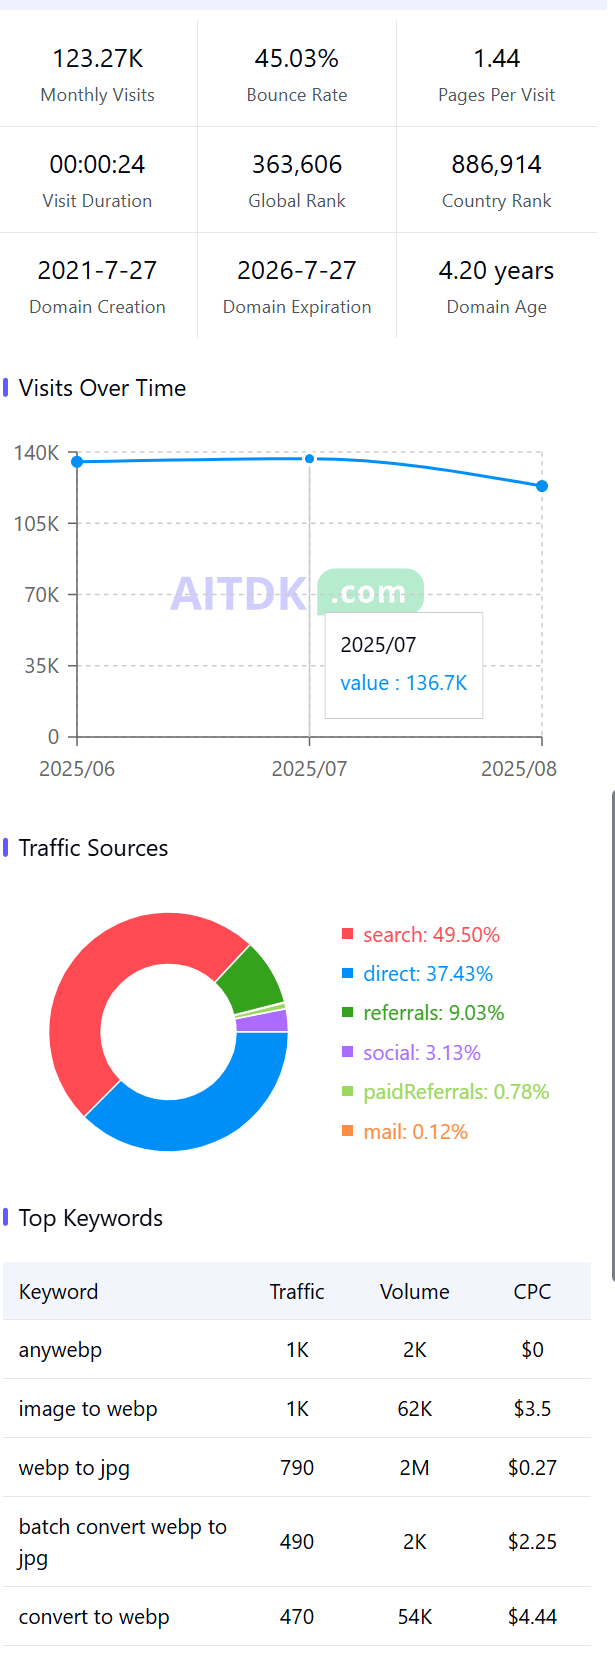 123.27K 45.03% 1.44
Monthly Visits Bounce Rate Pages Per Visit
00:00:24 363,606 886,914
Visit Duration Global Rank Country Rank
2021-7-27 2026-7-27 4.20 years
Domain Creation Domain Expiration Domain Age
Visits Over Time
140K
105K
70K
35K
0
AITDK .com
2025/07
value : 136.7K
2025/06 2025/07 2025/08
Traffic Sources
search: 49.50%
direct: 37.43%
referrals: 9.03%
social: 3.13%
paidReferrals: 0.78%
mail: 0.12%
Top Keywords
Keyword Traffic Volume CPC
anywebp 1K 2K $0
image to webp 1K 62K $3.5
webp to jpg 790 2M $0.27
batch convert webp to
jpg 490 2K $2.25
convert to webp 470 54K $4.44